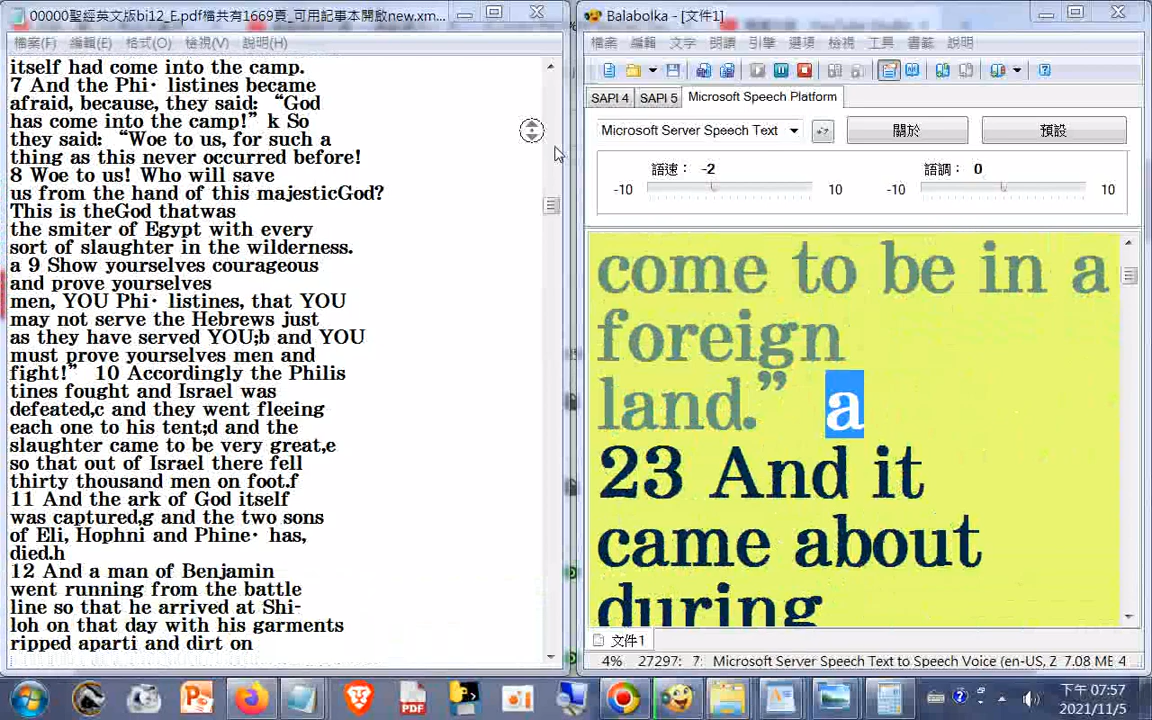 00000聖經英文版bi12_E.pdf檔共有1669頁_可用記事本開啟new.xm...
檔案(F) 編輯(E) 格式(O) 檢視(V) 說明(H)
itself had come into the camp.
7 And the Phi· listines became
afraid, because, they said: “God
has come into the camp!” k So
they said: “Woe to us, for such a
thing as this never occurred before!
8 Woe to us! Who will save
us from the hand of this majesticGod?
This is theGod thatwas
the smiter of Egypt with every
sort of slaughter in the wilderness.
a 9 Show yourselves courageous
and prove yourselves
men, YOU Phi· listines, that YOU
may not serve the Hebrews just
as they have served YOU;b and YOU
must prove yourselves men and
fight!” 10 Accordingly the Philis
tines fought and Israel was
defeated,c and they went fleeing
each one to his tent;d and the
slaughter came to be very great,e
so that out of Israel there fell
thirty thousand men on foot.f
11 And the ark of God itself
was captured,g and the two sons
of Eli, Hophni and Phine· has,
died.h
12 And a man of Benjamin
went running from the battle
line so that he arrived at Shi-
loh on that day with his garments
ripped aparti and dirt on
Balabolka - [文件1]
檔案 編輯 文字 朗讀 引擎 選項 檢視 工具 書籤 說明
SAPI 4 SAPI 5 Microsoft Speech Platform
Microsoft Server Speech Text 關於 預設
語速: -2 語調: 0
-10 10 -10 10
come to be in a
foreign
land.” a
23 And it
came about
during
文件1
4% 27297: 7: Microsoft Server Speech Text to Speech Voice (en-US, Z 7.08 ME 4
PDF
下午 07:57
2021/11/5